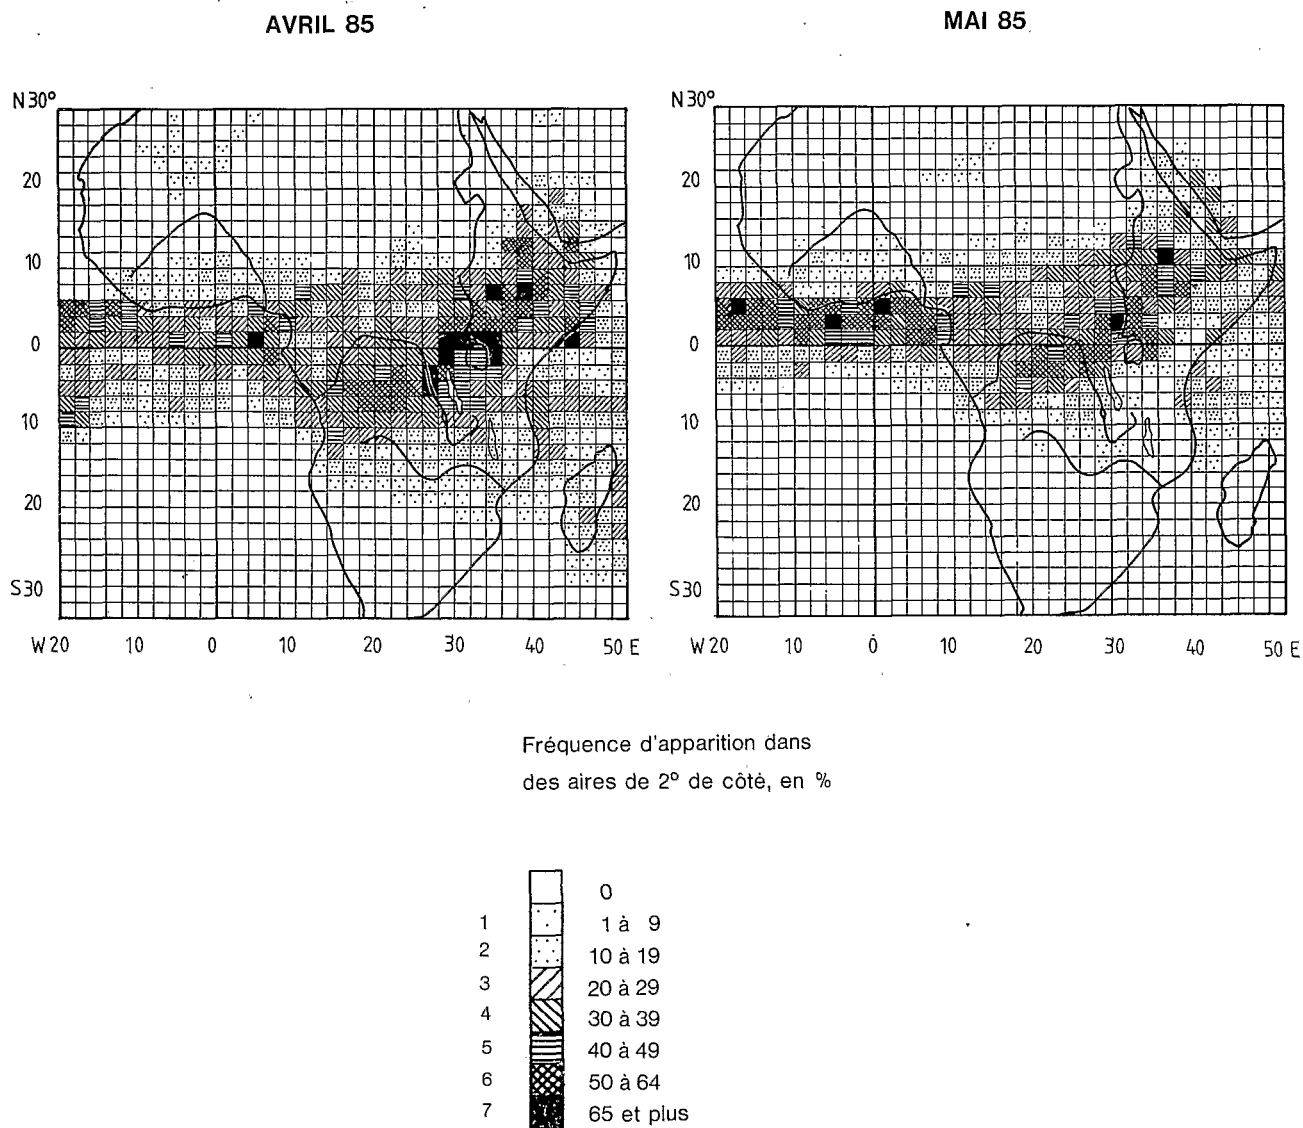 AVRIL 85
MAI 85
N30°
20
10
0
10
20
S30
W20 10 0 10 20 30 40 50 E
N30°
20
10
0
10
20
S30
W20 10 0 10 20 30 40 50 E
Fréquence d'apparition dans
des aires de 2° de côté, en %
0
1 1 à 9
2 10 à 19
3 20 à 29
4 30 à 39
5 40 à 49
6 50 à 64
7 65 et plus